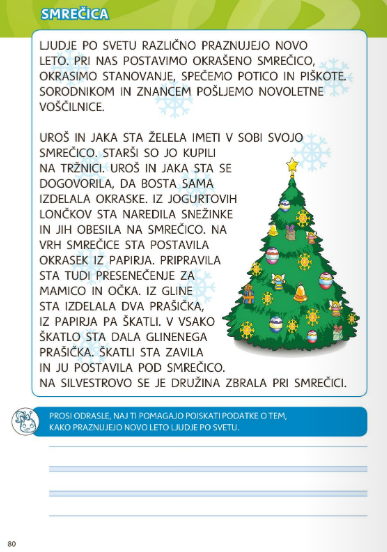 SMREČICA
LJUDJE PO SVETU RAZLIČNO PRAZNUJEJO NOVO
LETO. PRI NAS POSTAVIMO OKRAŠENO SMREČICO,
OKRASIMO STANOVANJE, SPEČEMO POTICO IN PIŠKOTE.
SORODNIKOM IN ZNANCEM POŠLJEMO NOVOLETNE
VOŠČILNICE.
UROŠ IN JAKA STA ŽELELA IMETI V SOBI SVOJO
SMREČICO. STARŠI SO JO KUPILI
NA TRŽNICI. UROŠ IN JAKA STA SE
DOGOVORILA, DA BOSTA SAMA
IZDELALA OKRASKE. IZ JOGURTOVIH
LONČKOV STA NAREDILA SNEŽINKE
IN JIH OBESILA NA SMREČICO. NA
VRH SMREČICE STA POSTAVILA
OKRASEK IZ PAPIRJA. PRIPRAVILA
STA TUDI PRESENEČENJE ZA
MAMICO IN OČKA. IZ GLINE
STA IZDELALA DVA PRAŠIČKA,
IZ PAPIRJA PA ŠKATLI. V VSAKO
ŠKATLO STA DALA GLINENEGA
PRAŠIČKA. ŠKATLI STA ZAVILA
IN JU POSTAVILA POD SMREČICO.
NA SILVESTROVO SE JE DRUŽINA ZBRALA PRI SMREČICI.
PROSI ODRASLE, NAJ TI POMAGAJO POISKATI PODATKE O TEM,
KAKO PRAZNUJEJO NOVO LETO LJUDJE PO SVETU.
80